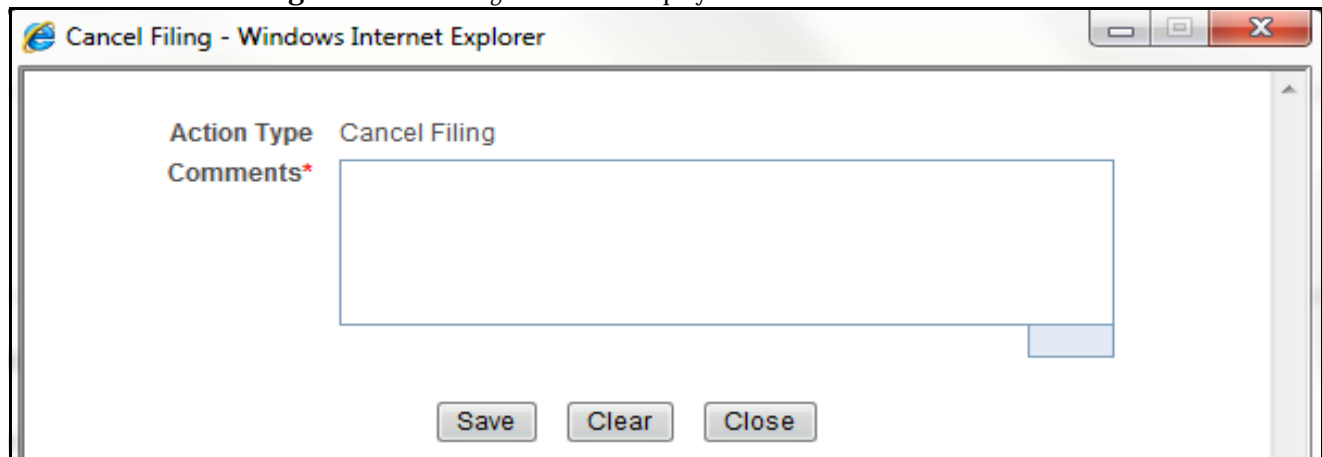 Cancel Filing - Windows Internet Explorer
Action Type Cancel Filing
Comments*
Save Clear Close